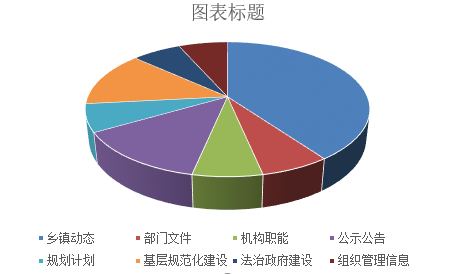 图表标题
乡镇动态 部门文件 机构职能 公示公告
规划计划 基层规范化建设 法治政府建设 组织管理信息